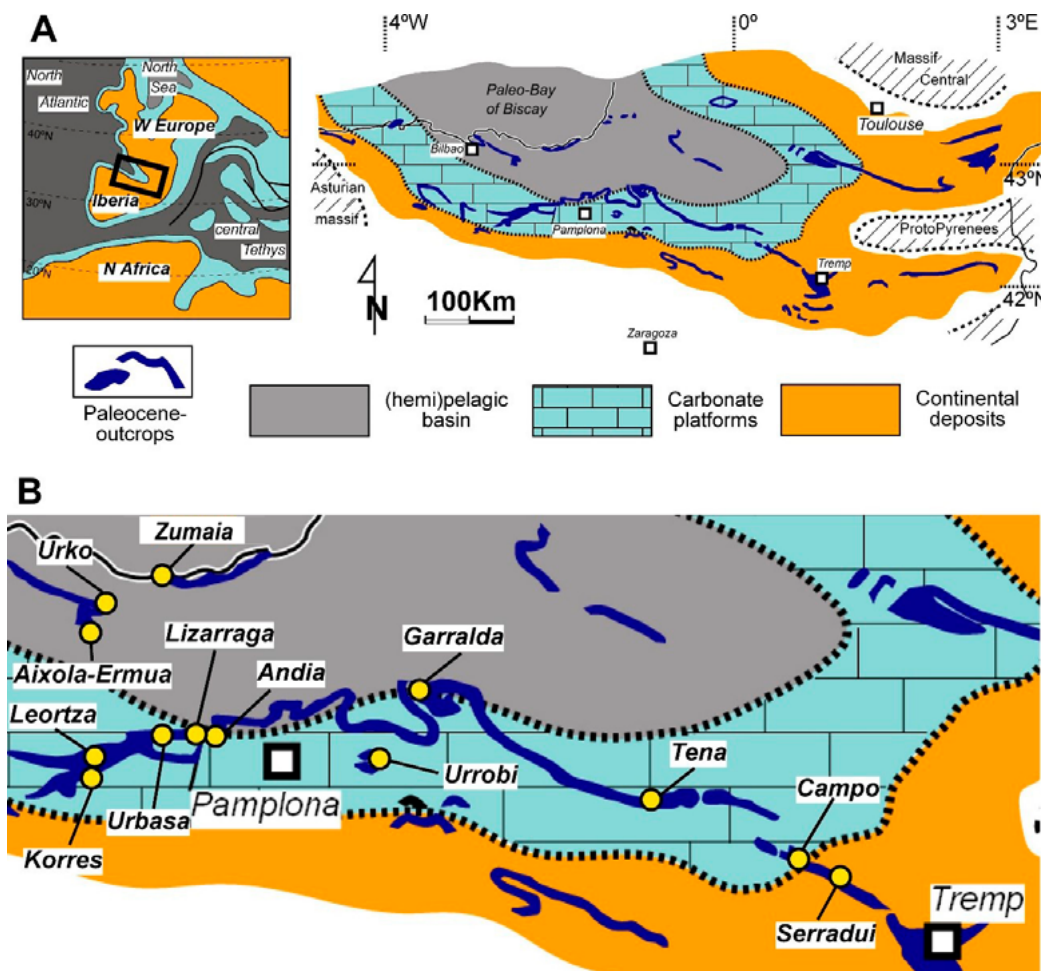 A
4ºW
0º
3ºE
North
Atlantic
North
Sea
40ºN
W Europe
30ºN
Iberia
central
Tethys
20ºN
N Africa
Paleo-Bay
of Biscay
Massif
Central
Toulouse
Bilbao
43ºN
Asturian
massif
Pamplona
ProtoPyrenees
Tremp
42ºN
N
100Km
Zaragoza
Paleocene-
outcrops
(hemi)pelagic
basin
Carbonate
platforms
Continental
deposits
B
Zumaia
Urko
Lizarraga
Garralda
Aixola-Ermua
Andia
Leortza
Tena
Urrobi
Campo
Pamplona
Urbasa
Korres
Tremp
Serradui